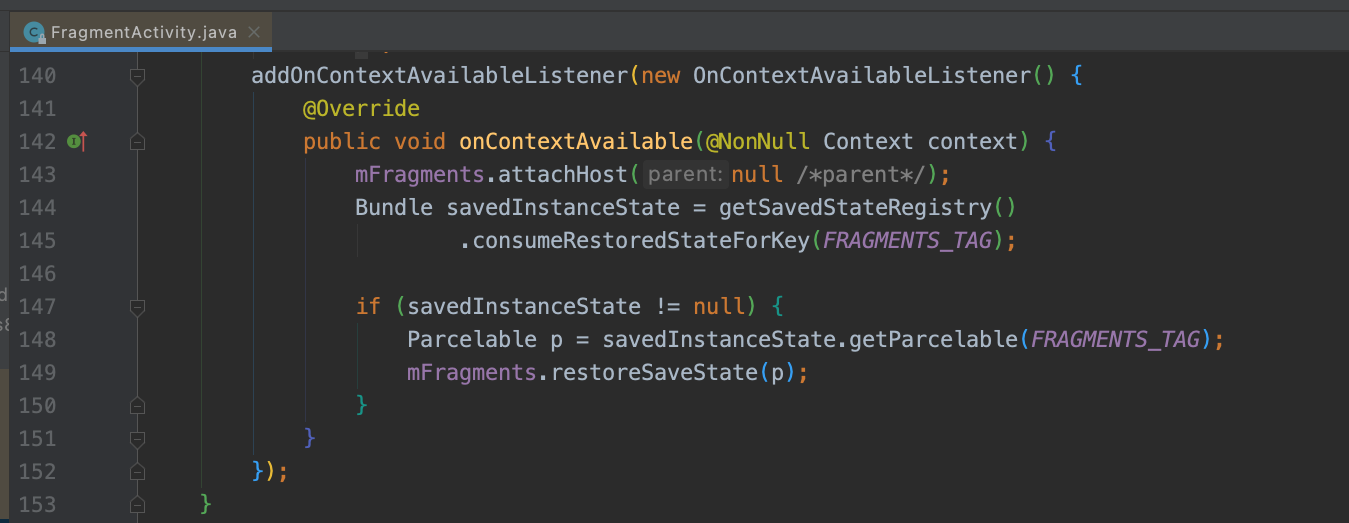 FragmentActivity.java
140 addOnContextAvailableListener(new OnContextAvailableListener() {
141 @Override
142 public void onContextAvailable(@NonNull Context context) {
143 mFragments.attachHost( parent: null /*parent*/);
144 Bundle savedInstanceState = getSavedStateRegistry()
145 .consumeRestoredStateForKey(FRAGMENTS_TAG);
146
147 if (savedInstanceState != null) {
148 Parcelable p = savedInstanceState.getParcelable(FRAGMENTS_TAG);
149 mFragments.restoreSaveState(p);
150 }
151 }
152 });
153 }